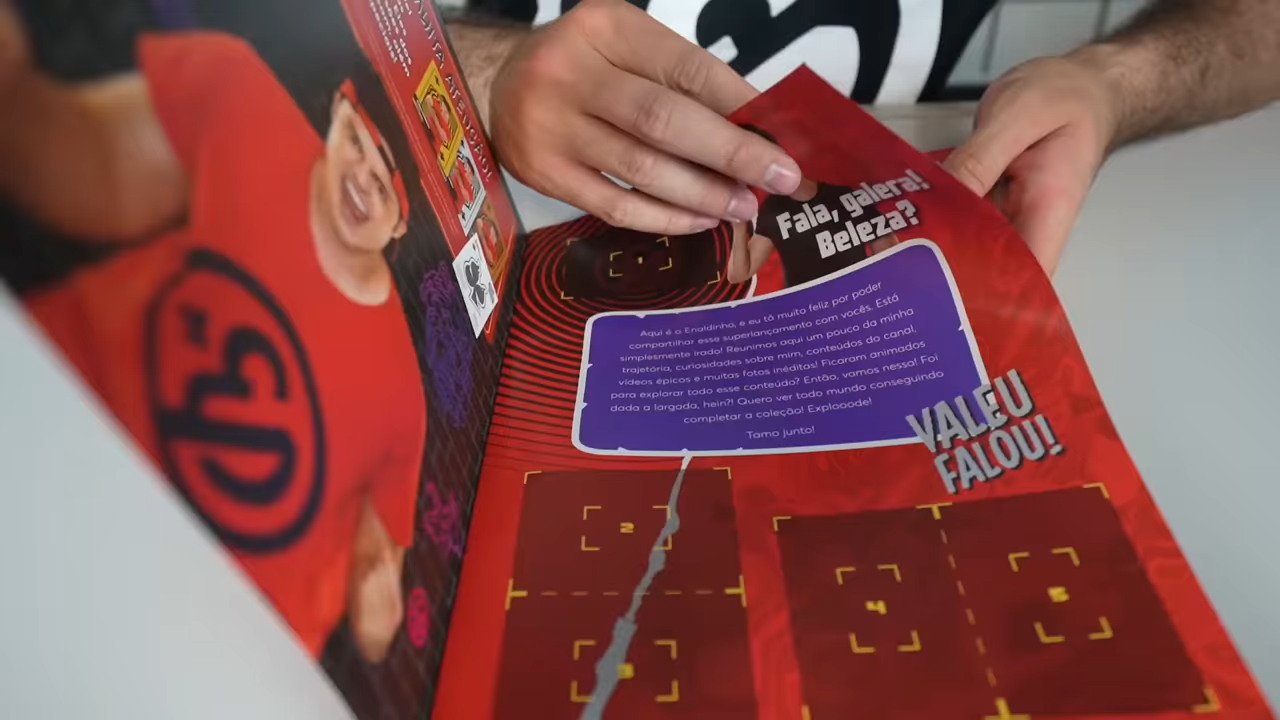 Fala, galera!
Beleza?
Aqui é o Enaldinho, e eu tô muito feliz por poder
compartilhar esse superlançamento com vocês. Está
simplesmente irado! Reunimos aqui um pouco da minha
trajetória, curiosidades sobre mim, conteúdos do canal,
vídeos épicos e muitas fotos inéditas! Ficaram animados
para explorar todo esse conteúdo? Então, vamos nessa! Foi
dada a largada, hein?! Quero ver todo mundo conseguindo
completar a coleção! Explooode!
Tamo junto!
VALEU
FALOU!
1
2
3
4
5